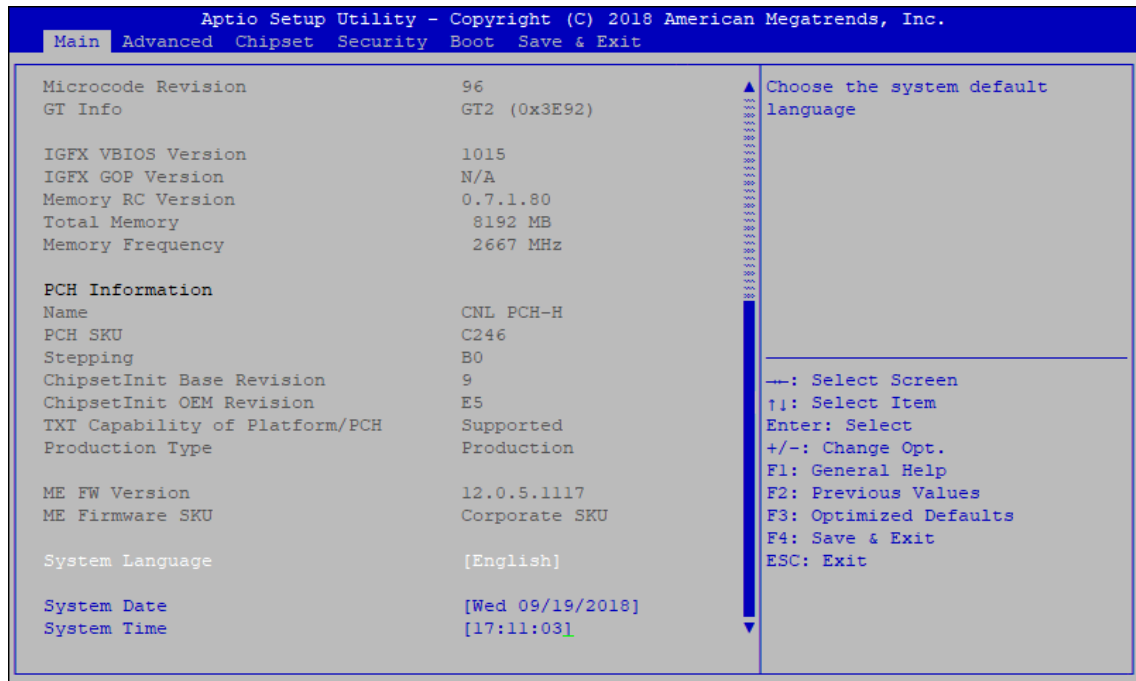 Aptio Setup Utility – Copyright (C) 2018 American Megatrends, Inc.
Main Advanced Chipset Security Boot Save & Exit
Microcode Revision 96
GT Info GT2 (0x3E92)
IGFX VBIOS Version 1015
IGFX GOP Version N/A
Memory RC Version 0.7.1.80
Total Memory 8192 MB
Memory Frequency 2667 MHz
PCH Information
Name CNL PCH-H
PCH SKU C246
Stepping B0
ChipsetInit Base Revision 9
ChipsetInit OEM Revision E5
TXT Capability of Platform/PCH Supported
Production Type Production
ME FW Version 12.0.5.1117
ME Firmware SKU Corporate SKU
System Language [English]
System Date [Wed 09/19/2018]
System Time [17:11:03]
Choose the system default
language
→←: Select Screen
↑↓: Select Item
Enter: Select
+/-: Change Opt.
F1: General Help
F2: Previous Values
F3: Optimized Defaults
F4: Save & Exit
ESC: Exit